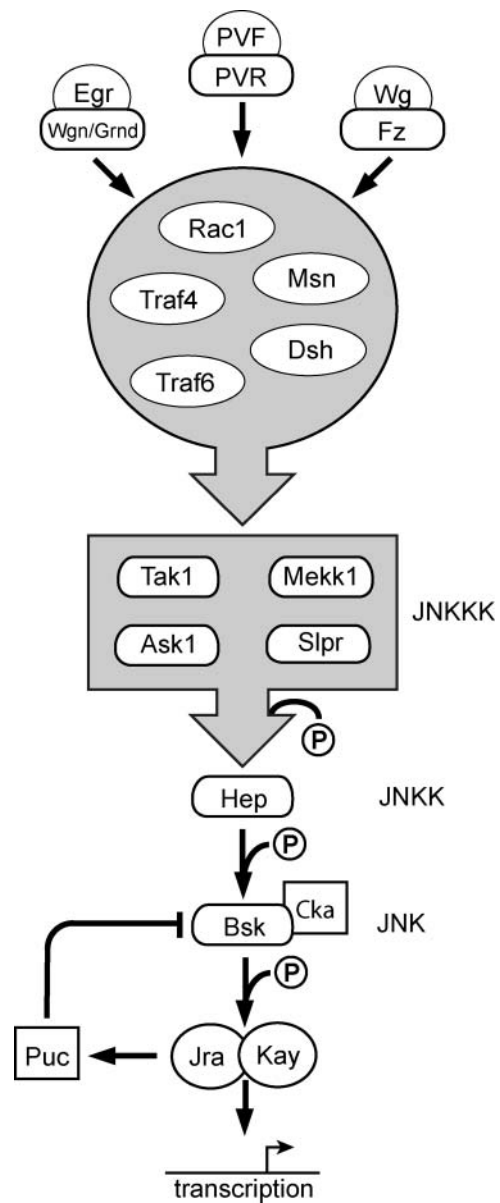 PVF
PVR
Egr
Wgn/Grnd
Wg
Fz
Rac1
Msn
Traf4
Dsh
Traf6
Tak1
Mekk1
JNKKK
Ask1
Slpr
P
Hep
JNKK
P
Cka
Bsk
JNK
P
Puc
Jra
Kay
transcription